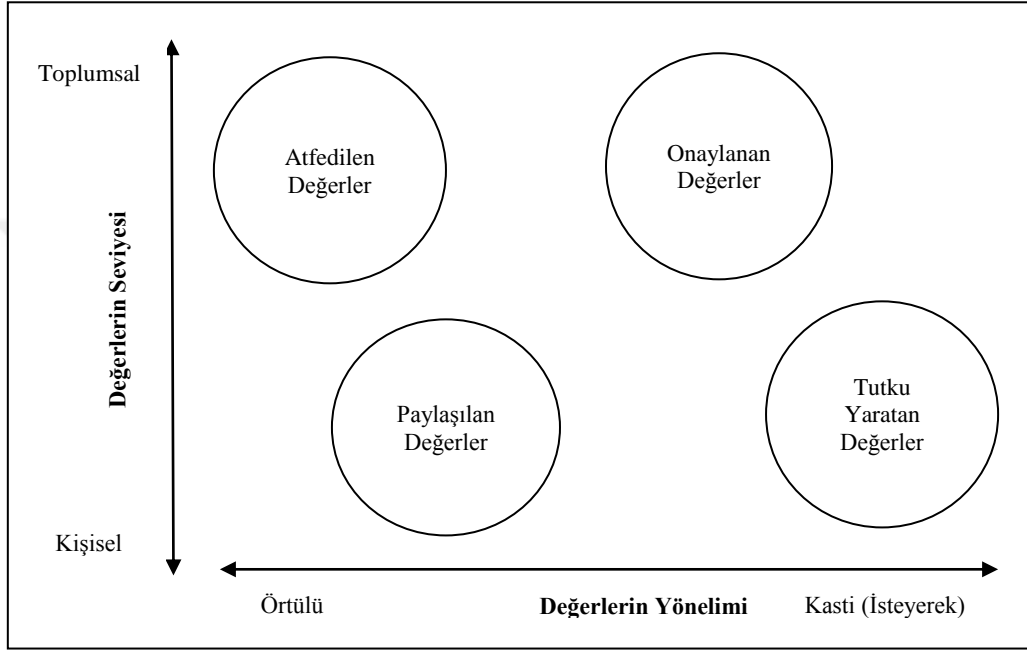 Toplumsal
Atfedilen
Değerler
Onaylanan
Değerler
Değerlerin Seviyesi
Paylaşılan
Değerler
Tutku
Yaratan
Değerler
Kişisel
Örtülü
Değerlerin Yönelimi
Kasti (İsteyerek)